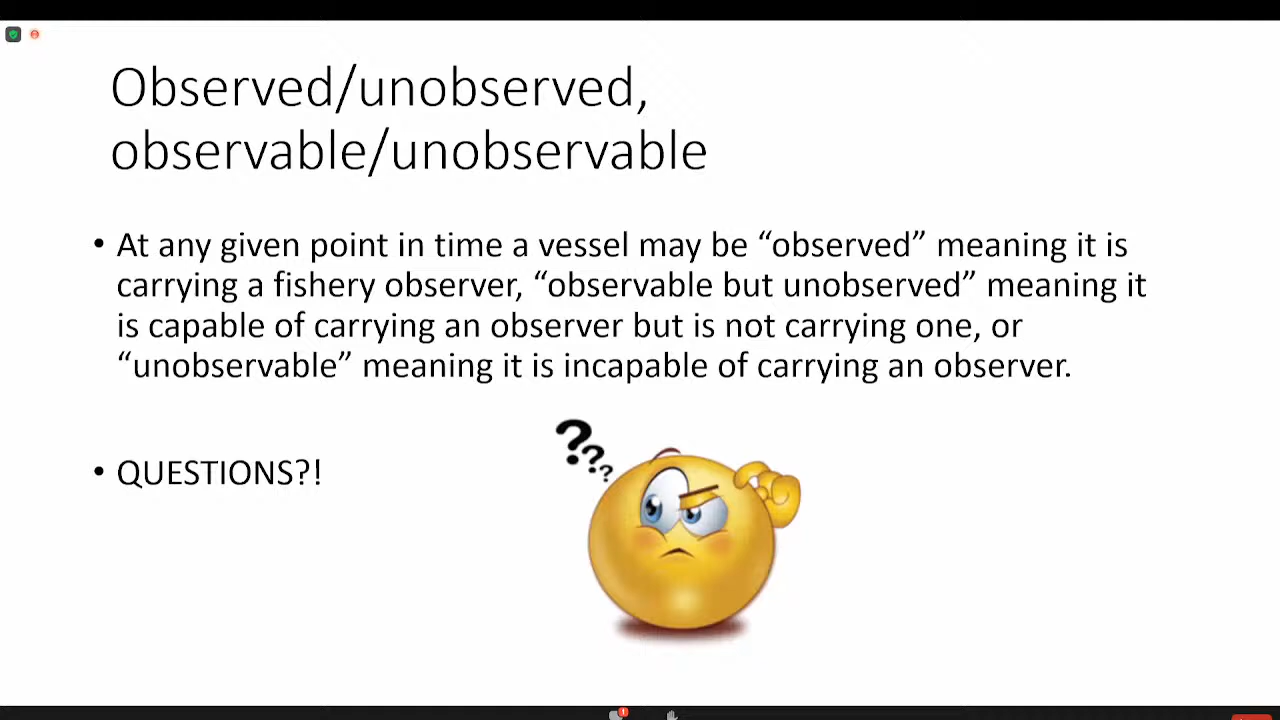 Observed/unobserved,
observable/unobservable
• At any given point in time a vessel may be “observed” meaning it is
carrying a fishery observer, “observable but unobserved” meaning it
is capable of carrying an observer but is not carrying one, or
“unobservable” meaning it is incapable of carrying an observer.
???
• QUESTIONS?!
1